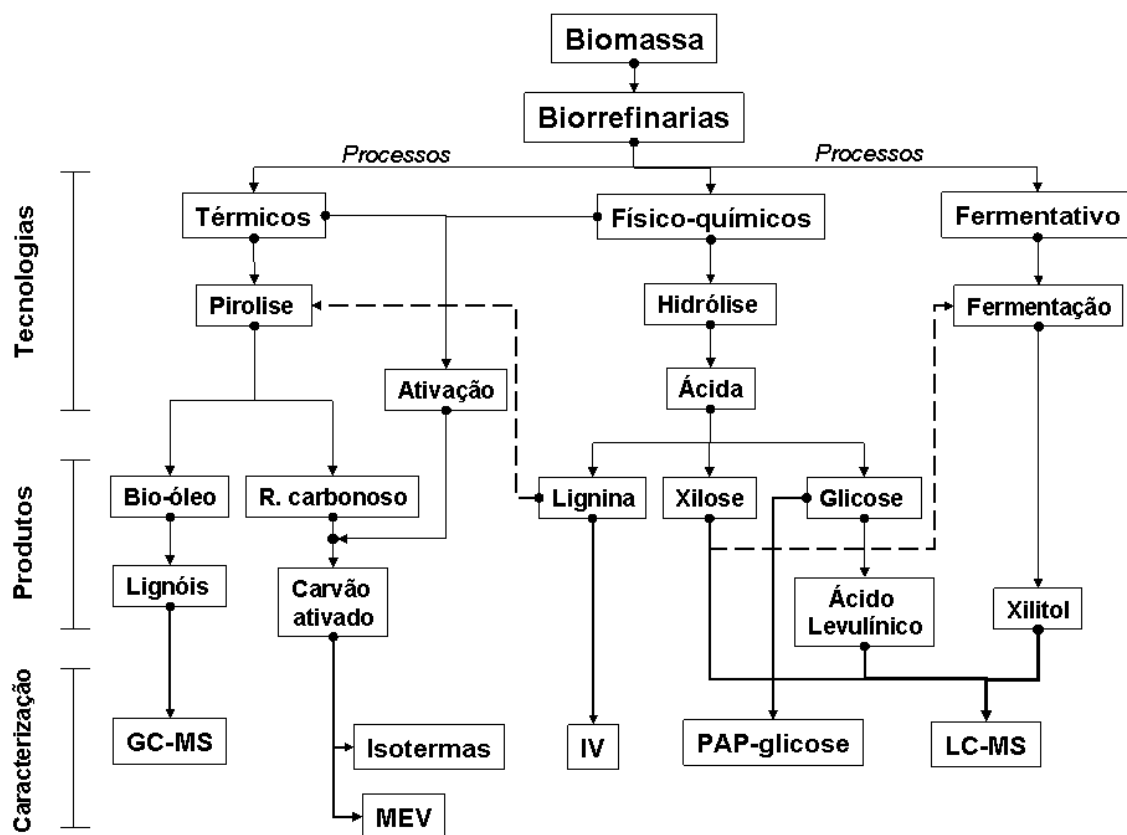 Biomassa
Biorrefinarias
Processos
Processos
Tecnologias
Térmicos
Físico-químicos
Fermentativo
Pirolise
Hidrólise
Fermentação
Ativação
Ácida
Produtos
Bio-óleo
R. carbonoso
Lignina
Xilose
Glicose
Lignóis
Carvão
ativado
Ácido
Levulínico
Xilitol
Caracterização
GC-MS
Isotermas
IV
PAP-glicose
LC-MS
MEV